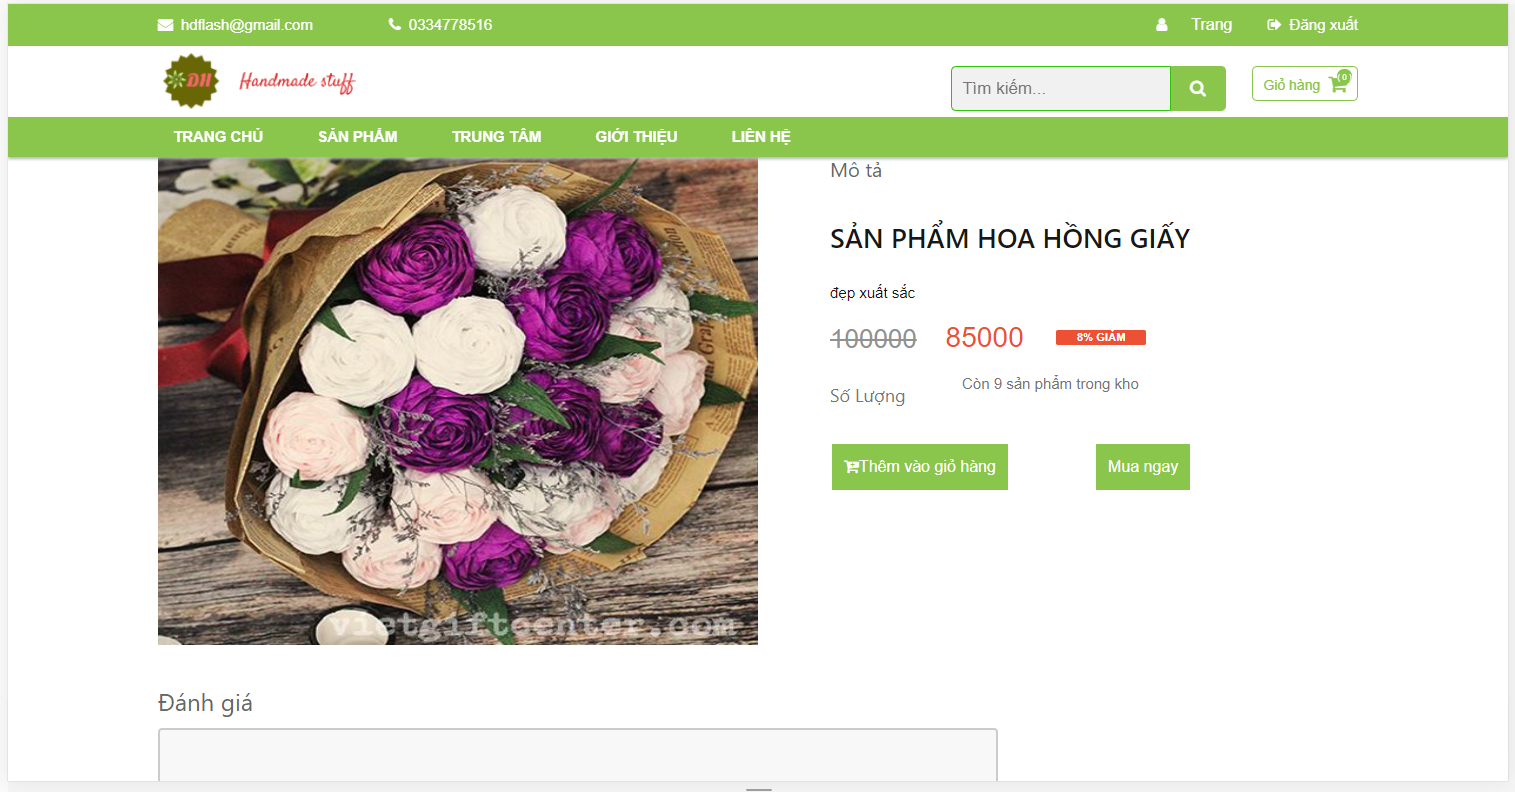 hdflash@gmail.com 0334778516 Trang Đăng xuất
DH Handmade stuff
Tìm kiếm... Giỏ hàng (0)
TRANG CHỦ SẢN PHẨM TRUNG TÂM GIỚI THIỆU LIÊN HỆ
Mô tả
SẢN PHẨM HOA HỒNG GIẤY
đẹp xuất sắc
100000 85000 8% GIẢM
Còn 9 sản phẩm trong kho
Số Lượng
Thêm vào giỏ hàng Mua ngay
vietgiftcenter.com
Đánh giá